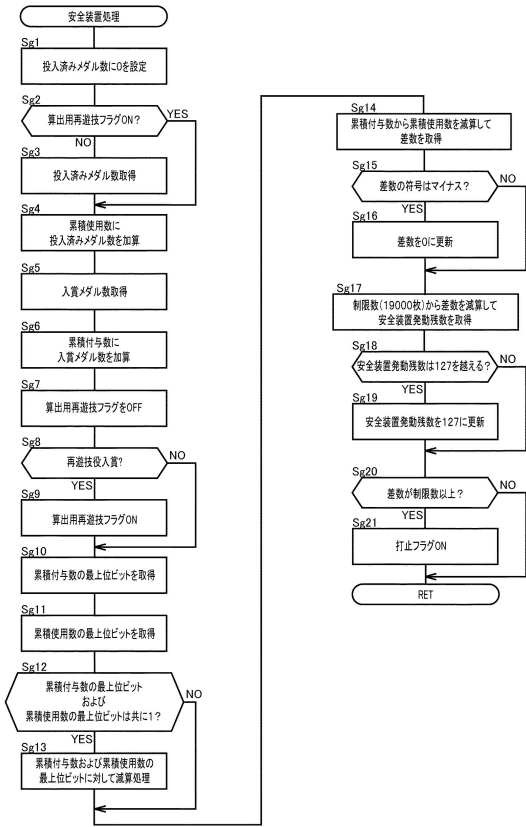 安全装置処理
Sg1
投入済みメダル数に0を設定
Sg2
算出用再遊技フラグON?
YES
NO
Sg3
投入済みメダル数取得
Sg4
累積使用数に
投入済みメダル数を加算
Sg5
入賞メダル数取得
Sg6
累積付与数に
入賞メダル数を加算
Sg7
算出用再遊技フラグをOFF
Sg8
再遊技役入賞?
NO
YES
Sg9
算出用再遊技フラグON
Sg10
累積付与数の最上位ビットを取得
Sg11
累積使用数の最上位ビットを取得
Sg12
累積付与数の最上位ビット
および
累積使用数の最上位ビットは共に1?
NO
YES
Sg13
累積付与数および累積使用数の
最上位ビットに対して減算処理
Sg14
累積付与数から累積使用数を減算して
差数を取得
Sg15
差数の符号はマイナス?
NO
YES
Sg16
差数を0に更新
Sg17
制限数(19000枚)から差数を減算して
安全装置発動残数を取得
Sg18
安全装置発動残数は127を越える?
NO
YES
Sg19
安全装置発動残数を127に更新
Sg20
差数が制限数以上?
NO
YES
Sg21
打止フラグON
RET